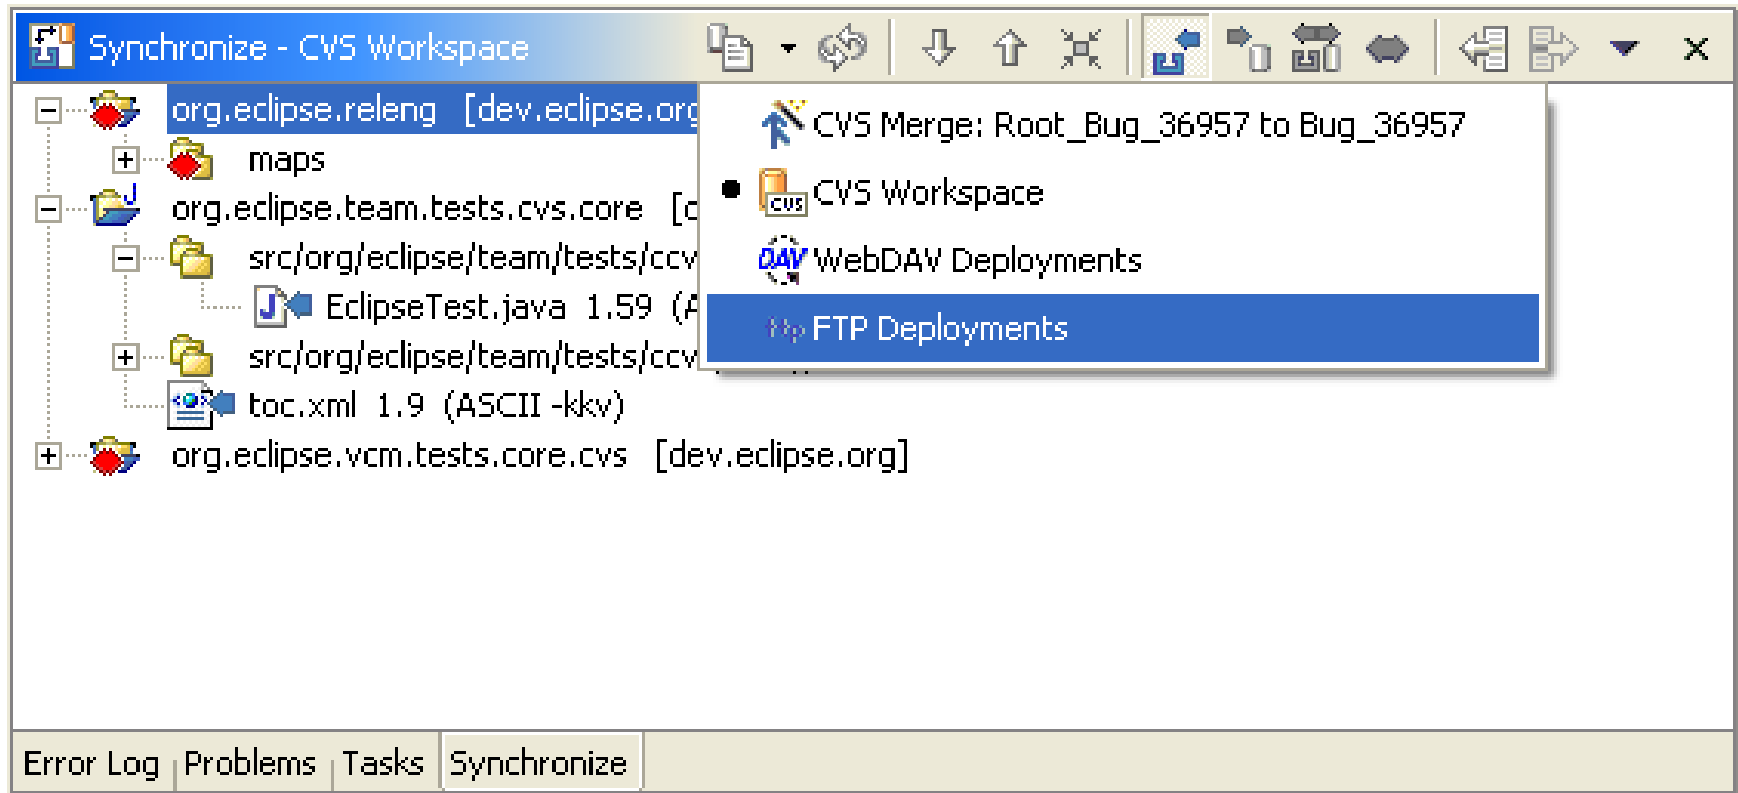 Synchronize - CVS Workspace
org.eclipse.releng [dev.eclipse.org
CVS Merge: Root_Bug_36957 to Bug_36957
maps
CVS Workspace
org.eclipse.team.tests.cvs.core [
WebDAV Deployments
src/org/eclipse/team/tests/ccv
EclipseTest.java 1.59 (A
FTP Deployments
src/org/eclipse/team/tests/ccv
toc.xml 1.9 (ASCII -kkv)
org.eclipse.vcm.tests.core.cvs [dev.eclipse.org]
Error Log Problems Tasks Synchronize